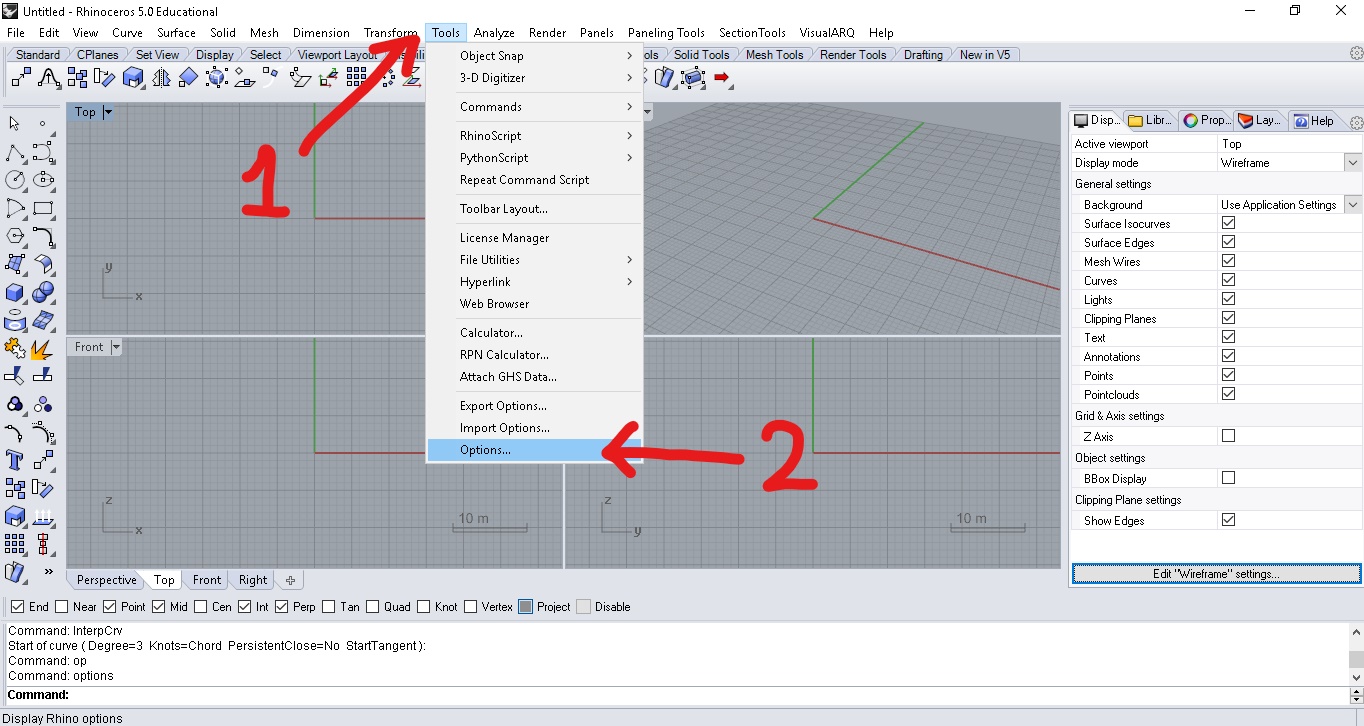 Untitled - Rhinoceros 5.0 Educational
File Edit View Curve Surface Solid Mesh Dimension Transform Tools Analyze Render Panels Paneling Tools SectionTools VisualARQ Help
Standard CPlanes Set View Display Select Viewport Layout Solid Tools Mesh Tools Render Tools Drafting New in V5
Object Snap
3-D Digitizer
Commands
RhinoScript
PythonScript
Repeat Command Script
Toolbar Layout...
License Manager
File Utilities
Hyperlink
Web Browser
Calculator...
RPN Calculator...
Attach GHS Data...
Export Options...
Import Options...
Options...
1
2
Top
y
x
Front
z
x
10 m
z
y
10 m
Disp... Libr... Prop... Lay... Help
Active viewport Top
Display mode Wireframe
General settings
Background Use Application Settings
Surface Isocurves
Surface Edges
Mesh Wires
Curves
Lights
Clipping Planes
Text
Annotations
Points
Pointclouds
Grid & Axis settings
Z Axis
Object settings
BBox Display
Clipping Plane settings
Show Edges
Edit "Wireframe" settings...
Perspective Top Front Right
End Near Point Mid Cen Int Perp Tan Quad Knot Vertex Project Disable
Command: InterpCrv
Start of curve ( Degree=3 Knots=Chord PersistentClose=No StartTangent ):
Command: op
Command: options
Command:
Display Rhino options